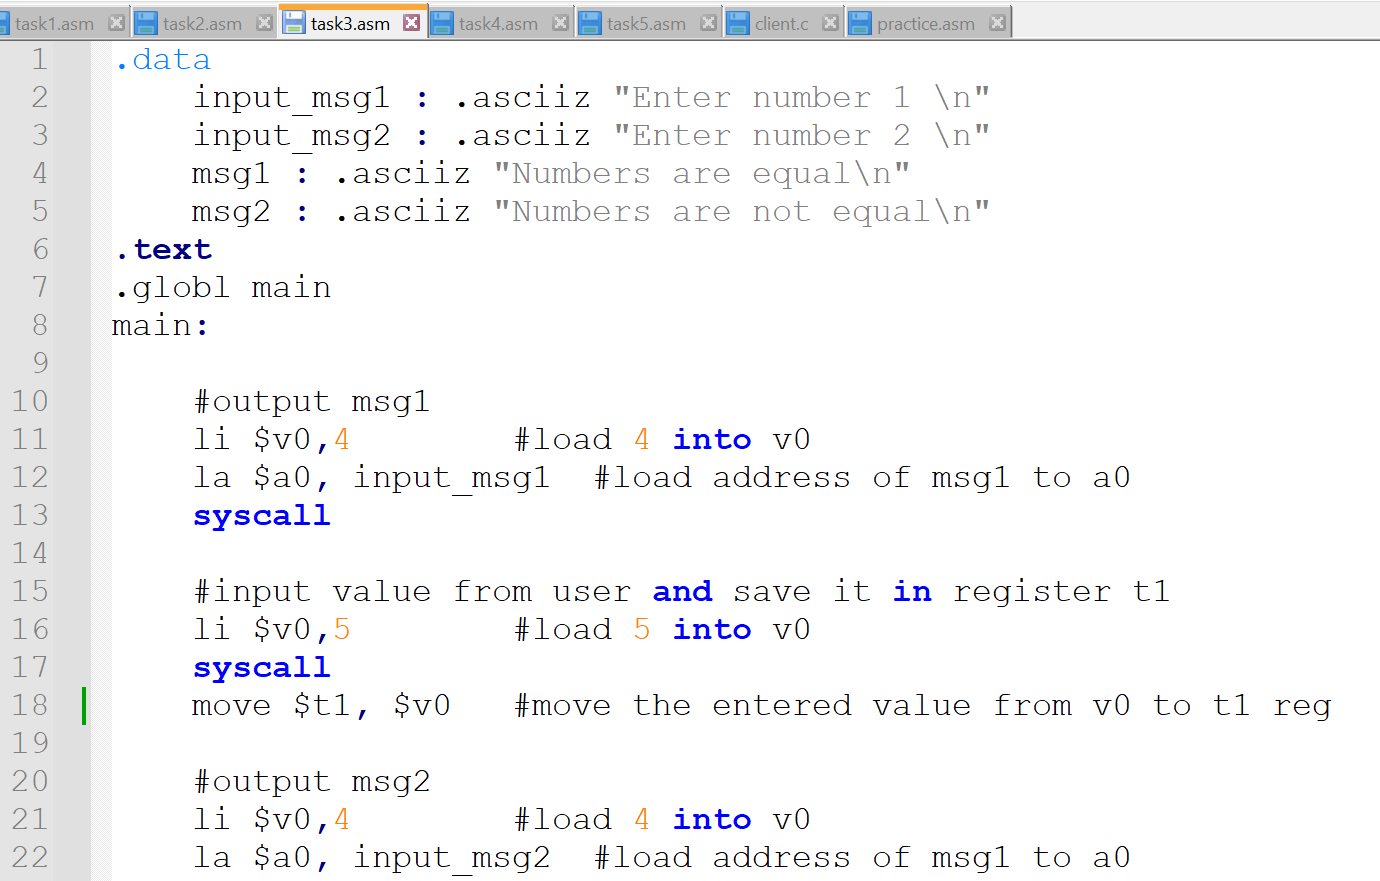 task1.asm task2.asm task3.asm task4.asm task5.asm client.c practice.asm
1 .data
2 input_msg1 : .asciiz "Enter number 1 \n"
3 input_msg2 : .asciiz "Enter number 2 \n"
4 msg1 : .asciiz "Numbers are equal\n"
5 msg2 : .asciiz "Numbers are not equal\n"
6 .text
7 .globl main
8 main:
9
10 #output msg1
11 li $v0,4 #load 4 into v0
12 la $a0, input_msg1 #load address of msg1 to a0
13 syscall
14
15 #input value from user and save it in register t1
16 li $v0,5 #load 5 into v0
17 syscall
18 move $t1, $v0 #move the entered value from v0 to t1 reg
19
20 #output msg2
21 li $v0,4 #load 4 into v0
22 la $a0, input_msg2 #load address of msg1 to a0